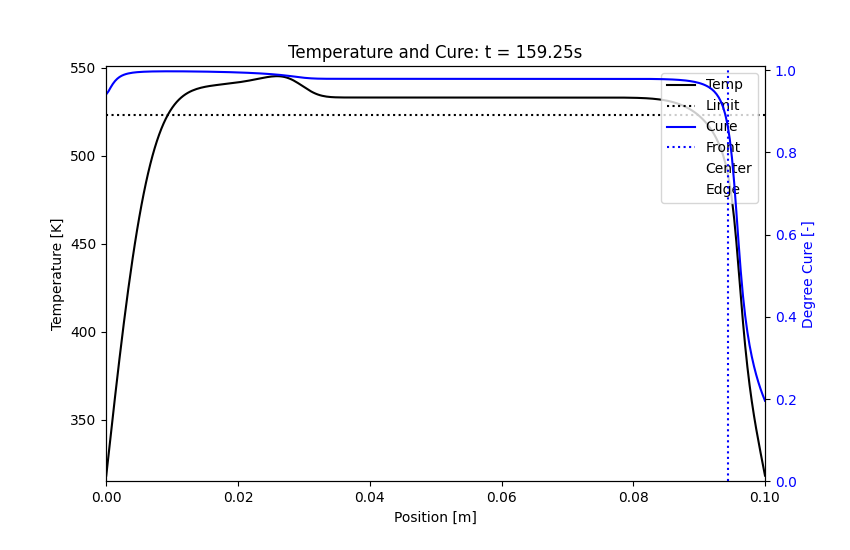 Temperature and Cure: t = 159.25s
550
500
450
400
350
Temperature [K]
1.0
0.8
0.6
0.4
0.2
0.0
Degree Cure [-]
Temp
Limit
Cure
Front
Center
Edge
0.00
0.02
0.04
0.06
0.08
0.10
Position [m]